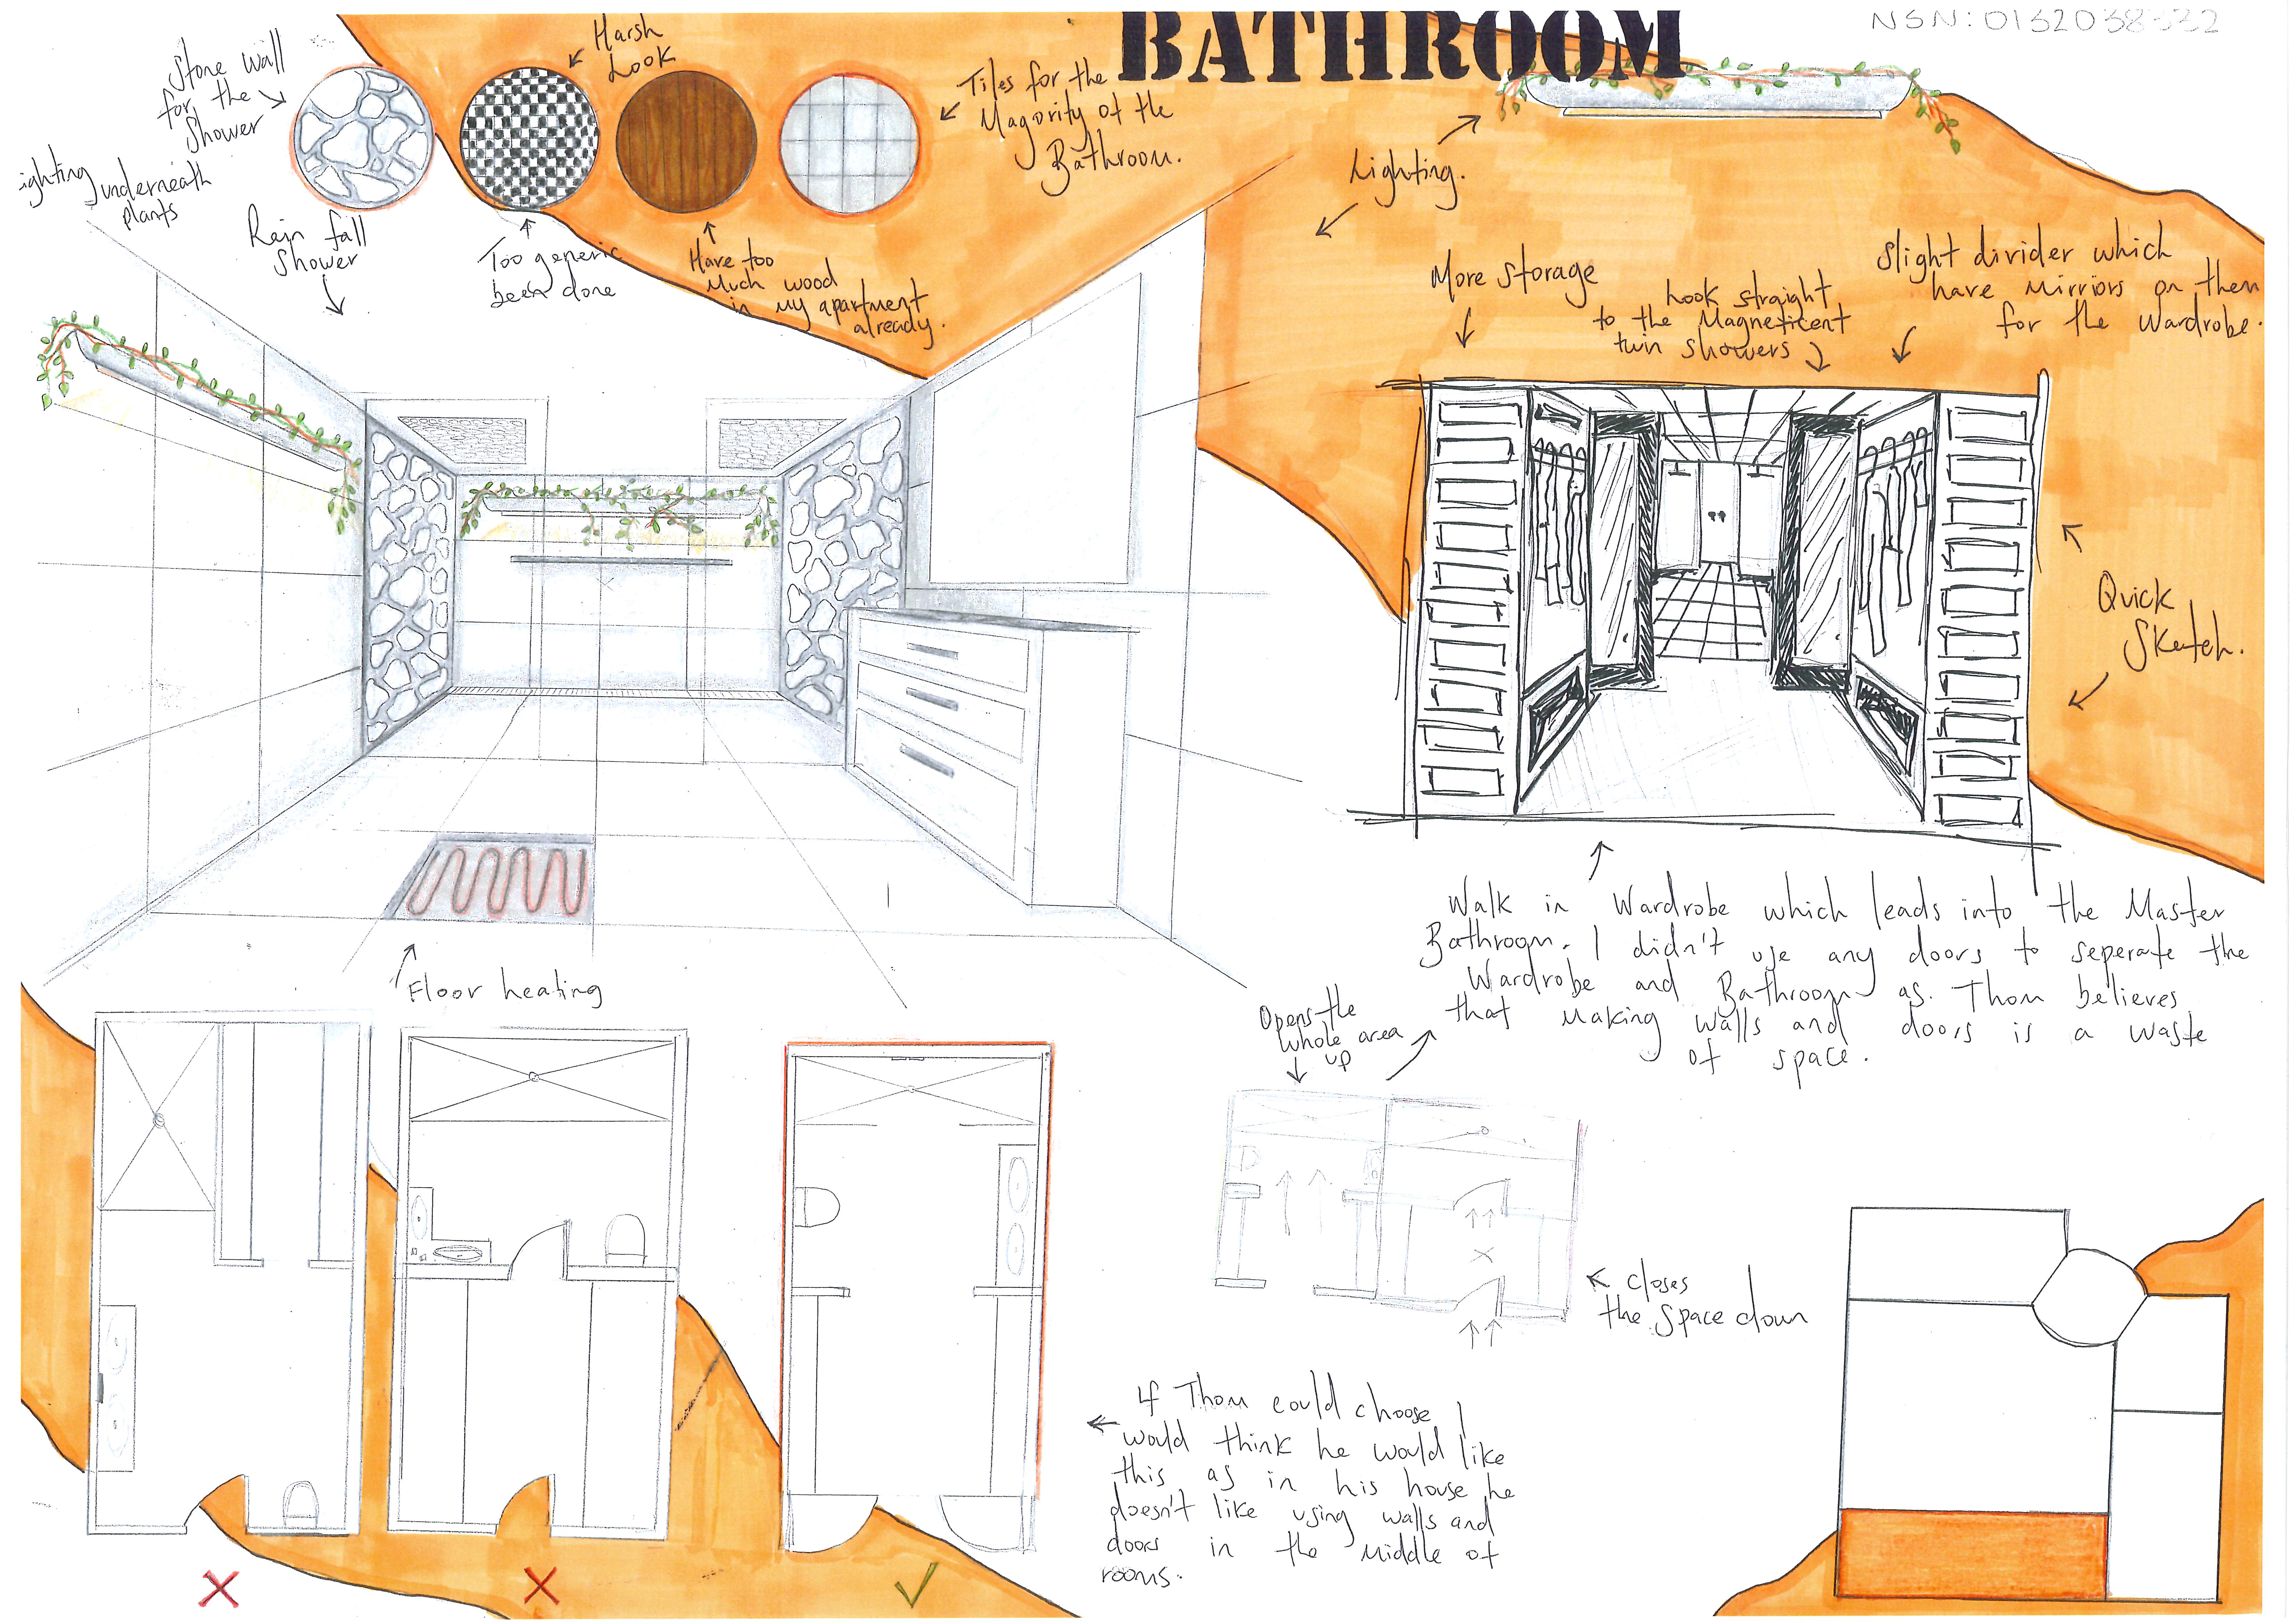 BATHROOM
NSN: 0132038332
Stone wall
for the
Shower
Harsh
Look
Tiles for the
Magority of the
Bathroom.
Lighting.
ighting underneath
plants
Rain fall
Shower
Too generic
been done
Have too
Much wood
in my apartment
already.
More Storage
Look straight
to the Magneticent
twin showers
Slight divider which
have mirriors on them
for the wardrobe.
Quick
Sketch.
Floor heating
Walk in Wardrobe which leads into the Master
Bathroom. I didn't use any doors to seperate the
Wardrobe and Bathroom as Thom believes
that making walls and doors is a waste
of space.
Opens the
whole area
up
Closes
the Space down
If Thom could choose I
would think he would like
this as in his house he
doesn't like using walls and
doors in the middle of
rooms.